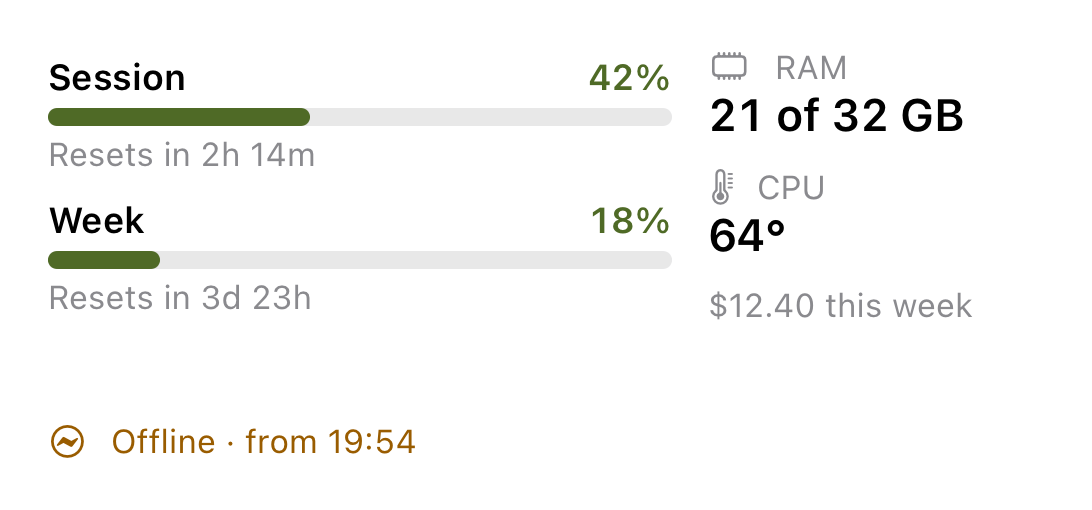 Session 42%
Resets in 2h 14m
Week 18%
Resets in 3d 23h
RAM
21 of 32 GB
CPU
64°
$12.40 this week
Offline · from 19:54